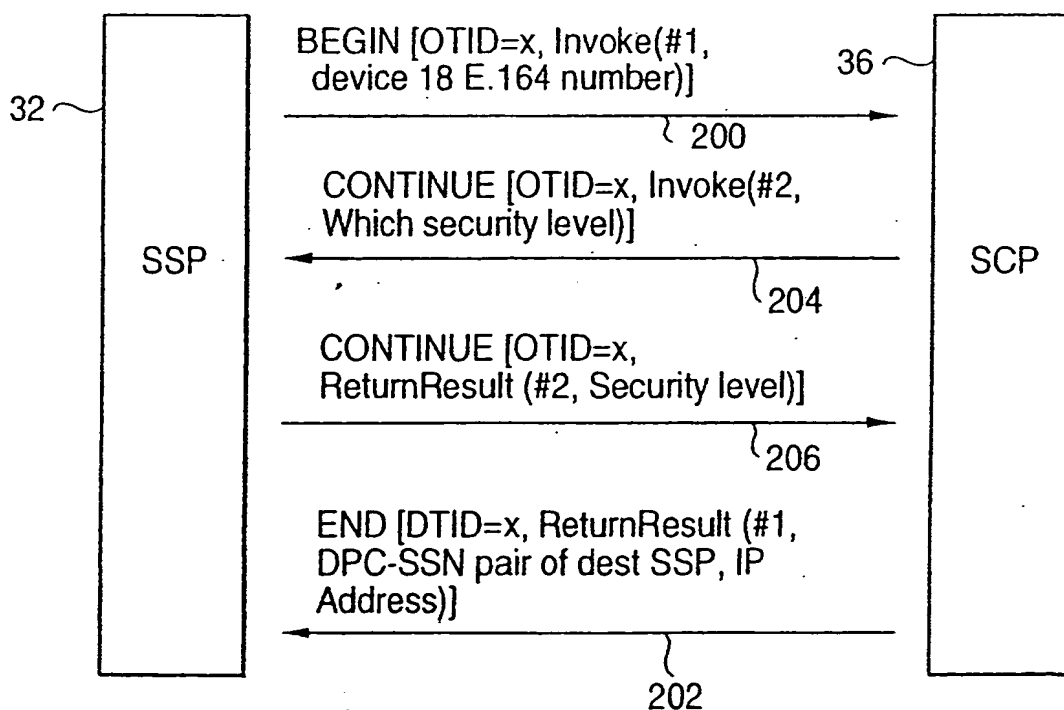 BEGIN [OTID=x, Invoke(#1,
device 18 E.164 number)]
36
32
200
CONTINUE [OTID=x, Invoke(#2,
Which security level)]
SSP
SCP
204
CONTINUE [OTID=x,
ReturnResult (#2, Security level)]
206
END [DTID=x, ReturnResult (#1,
DPC-SSN pair of dest SSP, IP
Address)]
202